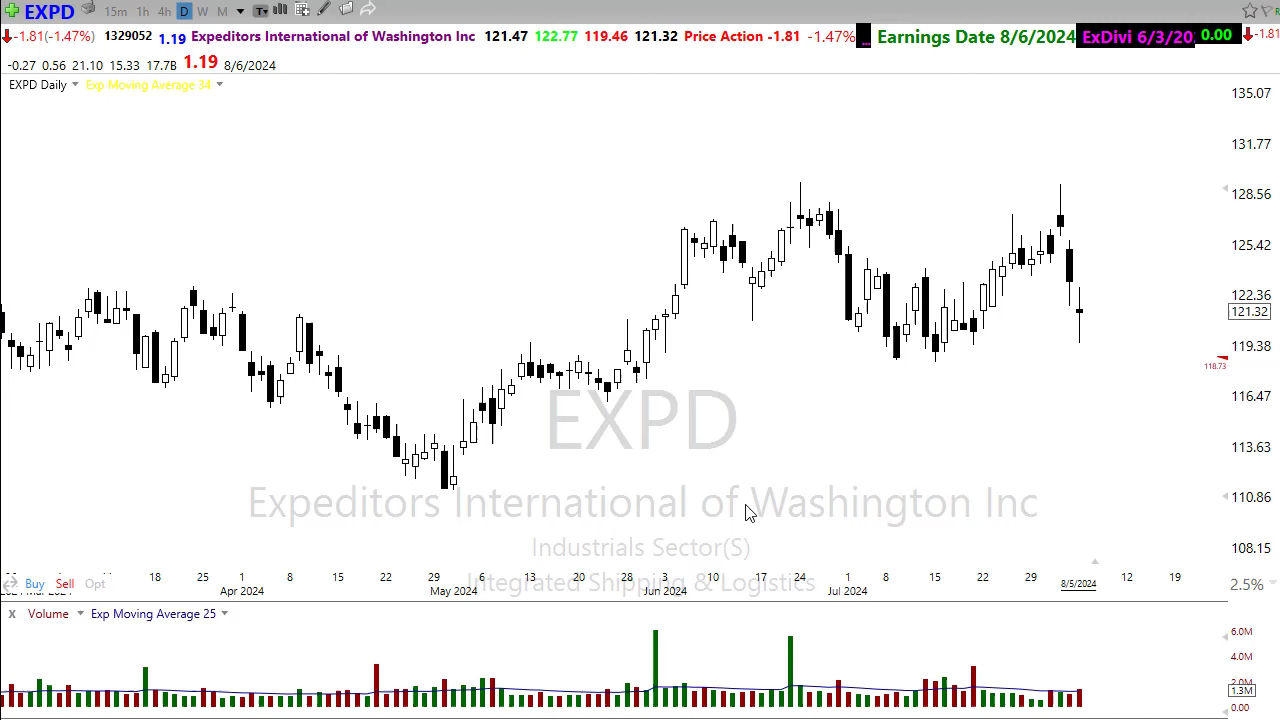 EXPD 15m 1h 4h D W M T
-1.81(-1.47%) 1329052 1.19 Expeditors International of Washington Inc 121.47 122.77 119.46 121.32 Price Action -1.81 -1.47% ... Earnings Date 8/6/2024 ExDivi 6/3/20 0.00 -1.81
-0.27 0.56 21.10 15.33 17.7B 1.19 8/6/2024
EXPD Daily Exp Moving Average 34
135.07
131.77
128.56
125.42
122.36
121.32
119.38
118.73
116.47
113.63
110.86
108.15
EXPD
Expeditors International of Washington Inc
Industrials Sector(S)
Integrated Shipping & Logistics
18 25 1 8 15 22 29 6 13 20 28 3 10 17 24 1 8 15 22 29 8/5/2024 12 19
Buy Sell Opt
Apr 2024 May 2024 Jun 2024 Jul 2024
2.5%
X Volume Exp Moving Average 25
6.0M
4.0M
2.0M
1.3M
0.00